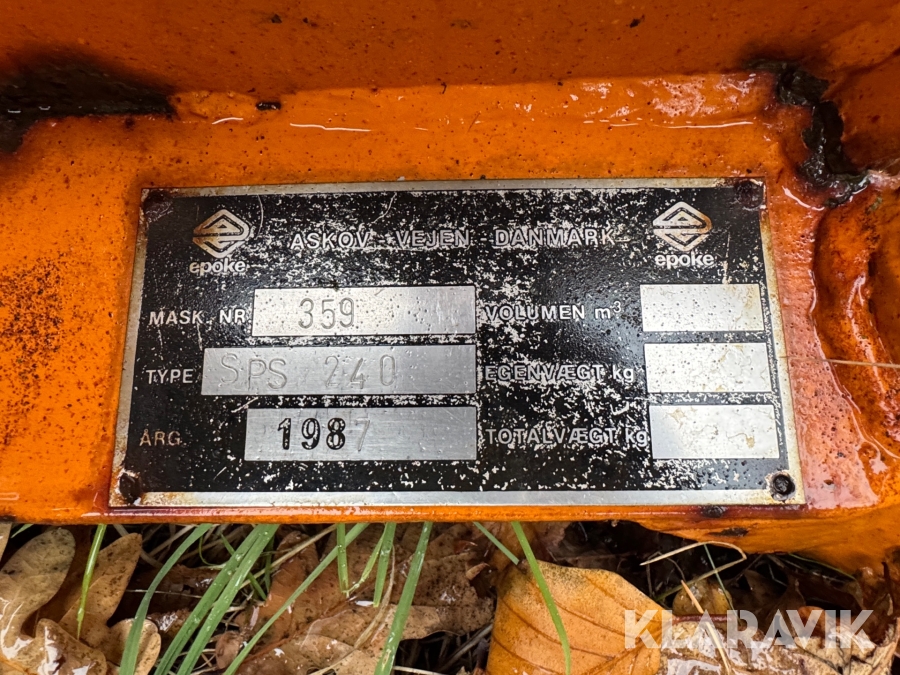 ASKOV - VEJEN - DANMARK
epoke epoke
MASK. NR. 359 VOLUMEN m³
TYPE SPS 240 EGENVÆGT kg
ÅRG. 1987 TOTALVÆGT kg
KLARAVIK